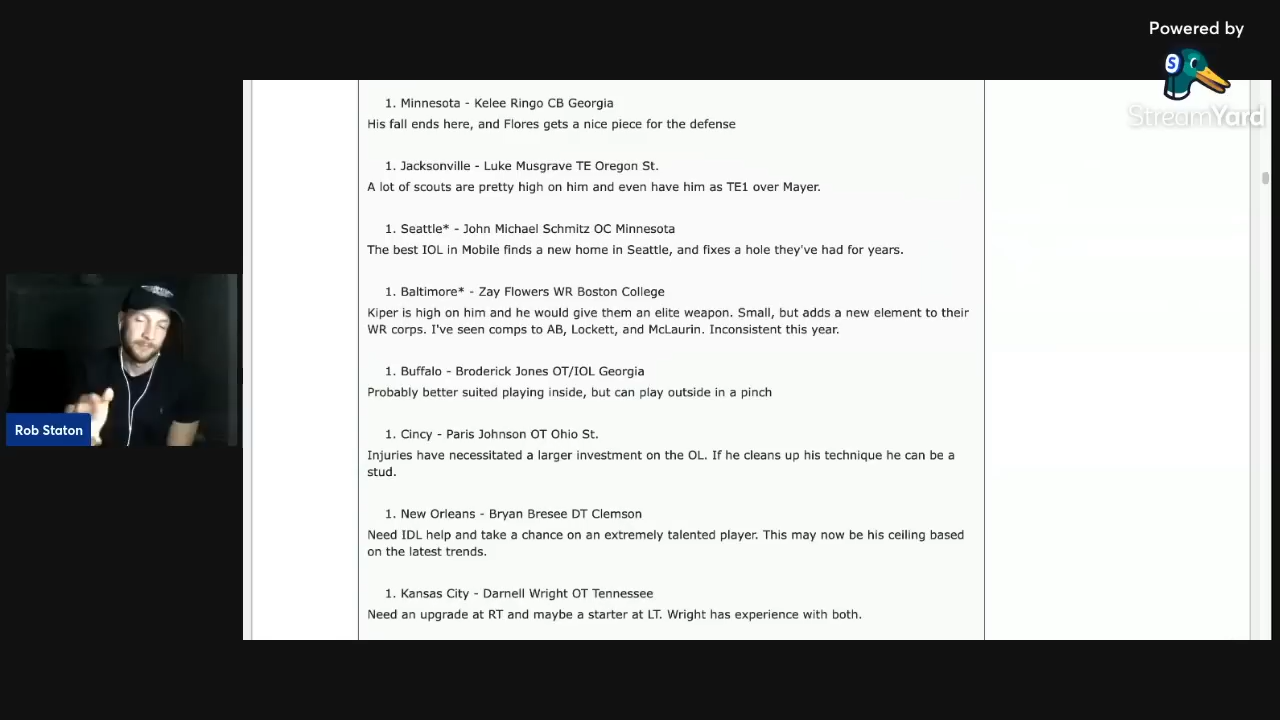 Powered by
S
StreamYard
1. Minnesota - Kelee Ringo CB Georgia
His fall ends here, and Flores gets a nice piece for the defense
1. Jacksonville - Luke Musgrave TE Oregon St.
A lot of scouts are pretty high on him and even have him as TE1 over Mayer.
1. Seattle* - John Michael Schmitz OC Minnesota
The best IOL in Mobile finds a new home in Seattle, and fixes a hole they've had for years.
1. Baltimore* - Zay Flowers WR Boston College
Kiper is high on him and he would give them an elite weapon. Small, but adds a new element to their
WR corps. I've seen comps to AB, Lockett, and McLaurin. Inconsistent this year.
1. Buffalo - Broderick Jones OT/IOL Georgia
Probably better suited playing inside, but can play outside in a pinch
1. Cincy - Paris Johnson OT Ohio St.
Injuries have necessitated a larger investment on the OL. If he cleans up his technique he can be a
stud.
1. New Orleans - Bryan Bresee DT Clemson
Need IDL help and take a chance on an extremely talented player. This may now be his ceiling based
on the latest trends.
1. Kansas City - Darnell Wright OT Tennessee
Need an upgrade at RT and maybe a starter at LT. Wright has experience with both.
Rob Staton